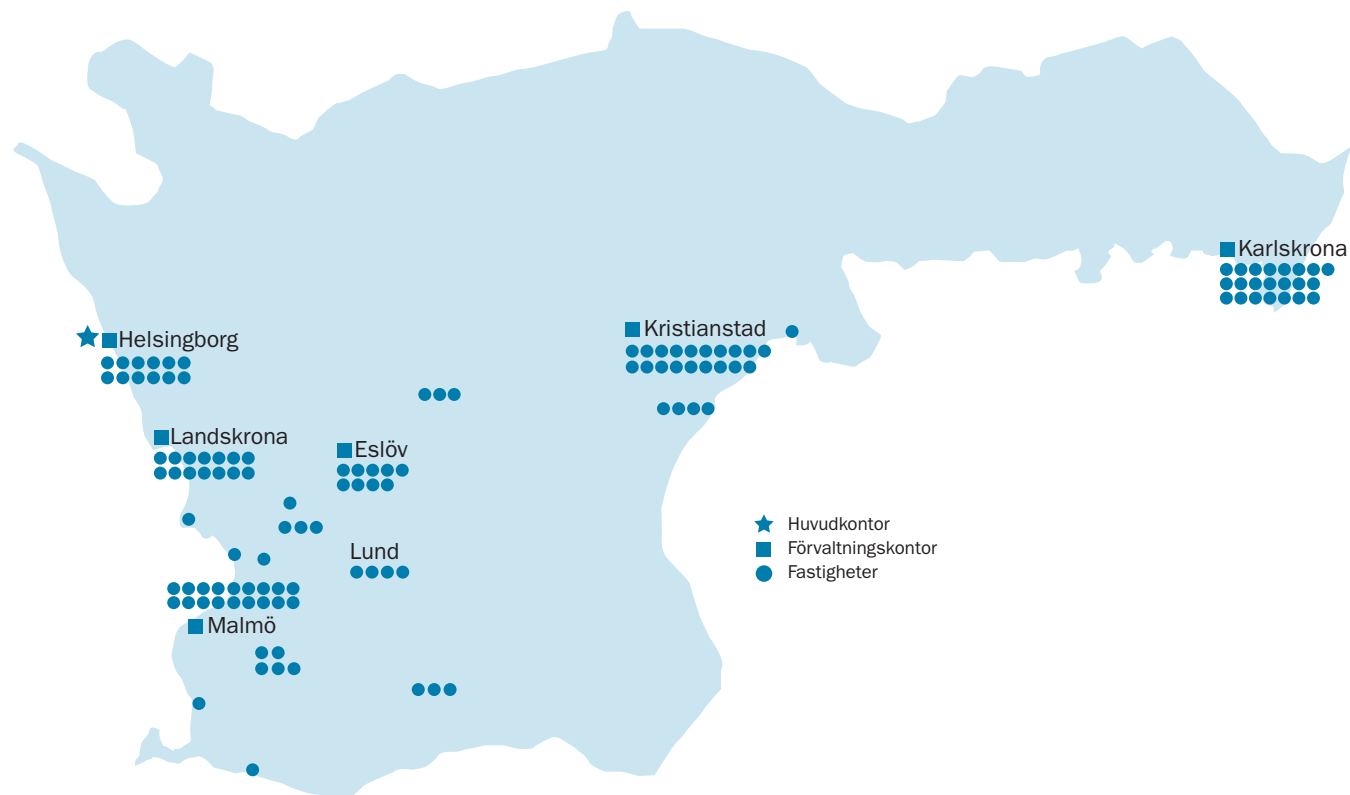 Karlskrona
Kristianstad
Helsingborg
Landskrona
Eslöv
Lund
Malmö
Huvudkontor
Förvaltningskontor
Fastigheter